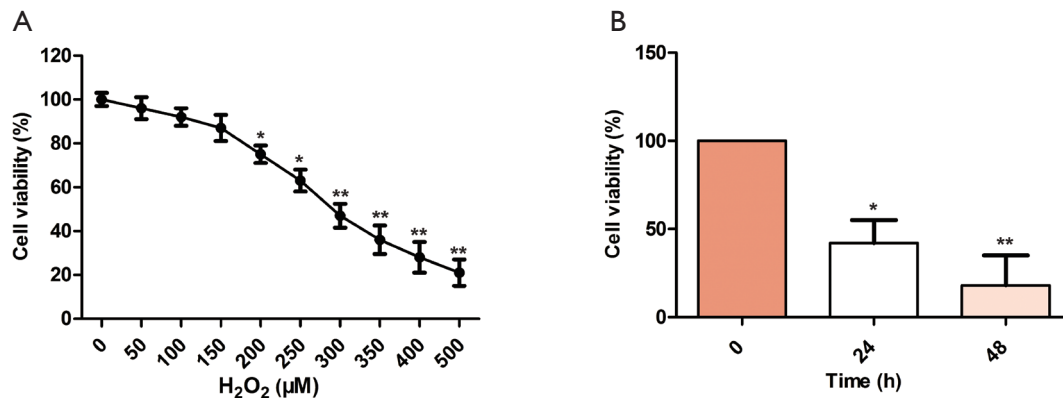 A
120
100
80
60
40
20
0
Cell viability (%)
* * ** ** ** **
0 50 100 150 200 250 300 350 400 500
H₂O₂ (µM)
B
150
100
50
0
Cell viability (%)
* **
0 24 48
Time (h)